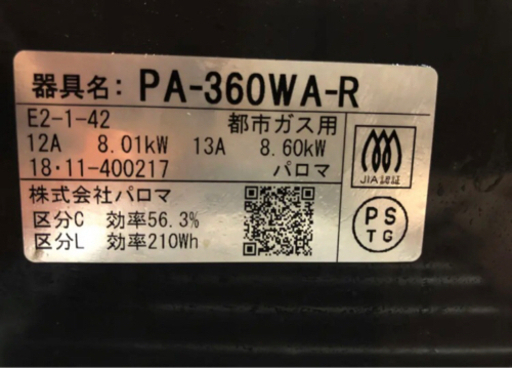 器具名: PA-360WA-R
E2-1-42 都市ガス用
12A 8.01kW 13A 8.60kW
18・11-400217 パロマ
株式会社パロマ
区分C 効率56.3%
区分L 効率210Wh
JIA認証
PS
TG